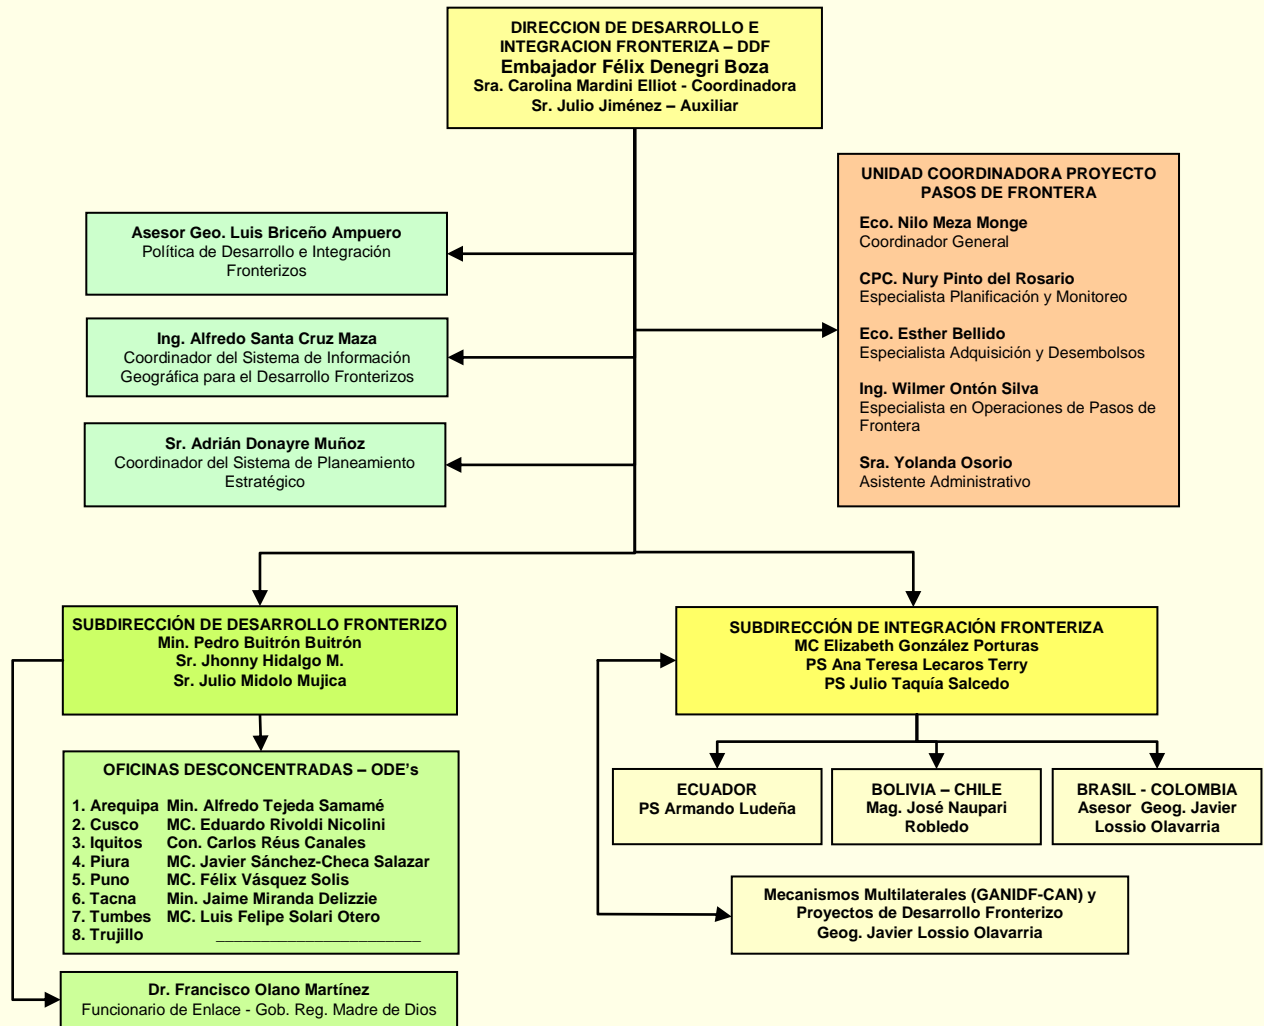 DIRECCION DE DESARROLLO E
INTEGRACION FRONTERIZA – DDF
Embajador Félix Denegri Boza
Sra. Carolina Mardini Elliot - Coordinadora
Sr. Julio Jiménez – Auxiliar
UNIDAD COORDINADORA PROYECTO
PASOS DE FRONTERA
Eco. Nilo Meza Monge
Coordinador General
CPC. Nury Pinto del Rosario
Especialista Planificación y Monitoreo
Eco. Esther Bellido
Especialista Adquisición y Desembolsos
Ing. Wilmer Ontón Silva
Especialista en Operaciones de Pasos de
Frontera
Sra. Yolanda Osorio
Asistente Administrativo
Asesor Geo. Luis Briceño Ampuero
Política de Desarrollo e Integración
Fronterizos
Ing. Alfredo Santa Cruz Maza
Coordinador del Sistema de Información
Geográfica para el Desarrollo Fronterizos
Sr. Adrián Donayre Muñoz
Coordinador del Sistema de Planeamiento
Estratégico
SUBDIRECCIÓN DE DESARROLLO FRONTERIZO
Min. Pedro Buitrón Buitrón
Sr. Jhonny Hidalgo M.
Sr. Julio Midolo Mujica
OFICINAS DESCONCENTRADAS – ODE's
1. Arequipa Min. Alfredo Tejeda Samamé
2. Cusco MC. Eduardo Rivoldi Nicolini
3. Iquitos Con. Carlos Réus Canales
4. Piura MC. Javier Sánchez-Checa Salazar
5. Puno MC. Félix Vásquez Solis
6. Tacna Min. Jaime Miranda Delizzie
7. Tumbes MC. Luis Felipe Solari Otero
8. Trujillo _______________________
Dr. Francisco Olano Martínez
Funcionario de Enlace - Gob. Reg. Madre de Dios
SUBDIRECCIÓN DE INTEGRACIÓN FRONTERIZA
MC Elizabeth González Porturas
PS Ana Teresa Lecaros Terry
PS Julio Taquía Salcedo
ECUADOR
PS Armando Ludeña
BOLIVIA – CHILE
Mag. José Naupari
Robledo
BRASIL - COLOMBIA
Asesor Geog. Javier
Lossio Olavarria
Mecanismos Multilaterales (GANIDF-CAN) y
Proyectos de Desarrollo Fronterizo
Geog. Javier Lossio Olavarria